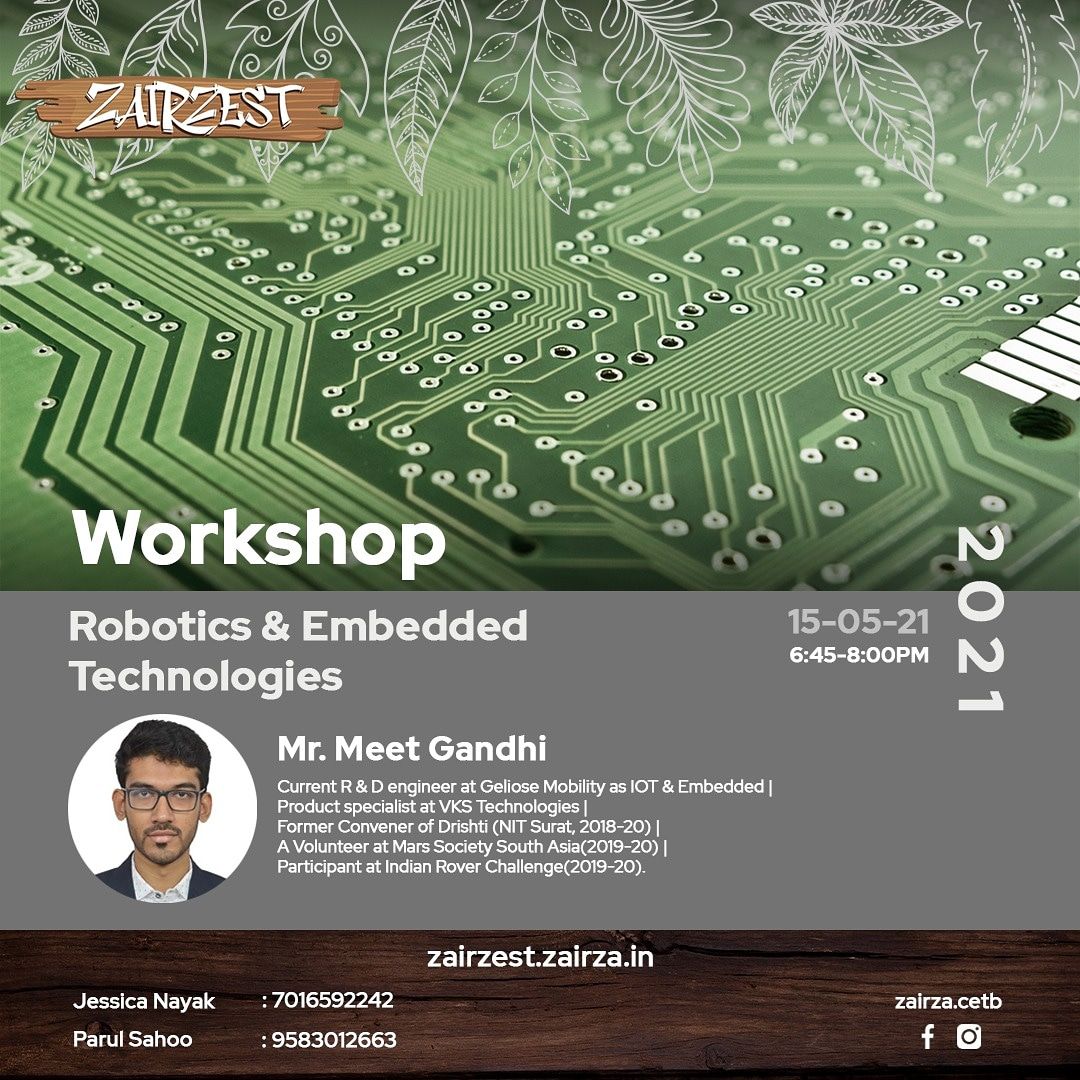 ZAIRZEST
Workshop
2021
Robotics & Embedded
Technologies
15-05-21
6:45-8:00PM
Mr. Meet Gandhi
Current R & D engineer at Geliose Mobility as IOT & Embedded |
Product specialist at VKS Technologies |
Former Convener of Drishti (NIT Surat, 2018-20) |
A Volunteer at Mars Society South Asia(2019-20) |
Participant at Indian Rover Challenge(2019-20).
zairzest.zairza.in
Jessica Nayak : 7016592242
Parul Sahoo : 9583012663
zairza.cetb